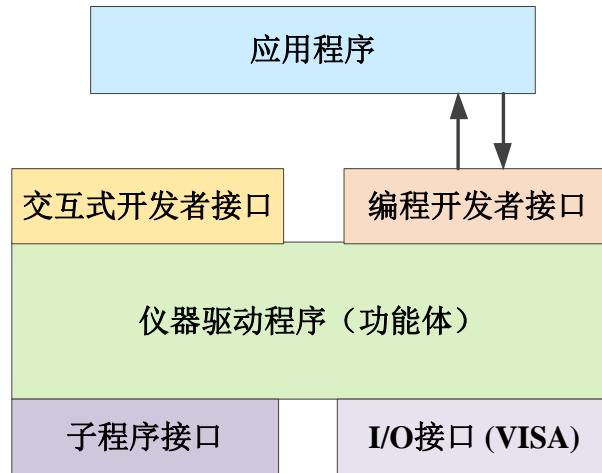 应用程序
交互式开发者接口
编程开发者接口
仪器驱动程序（功能体）
子程序接口
I/O接口 (VISA)